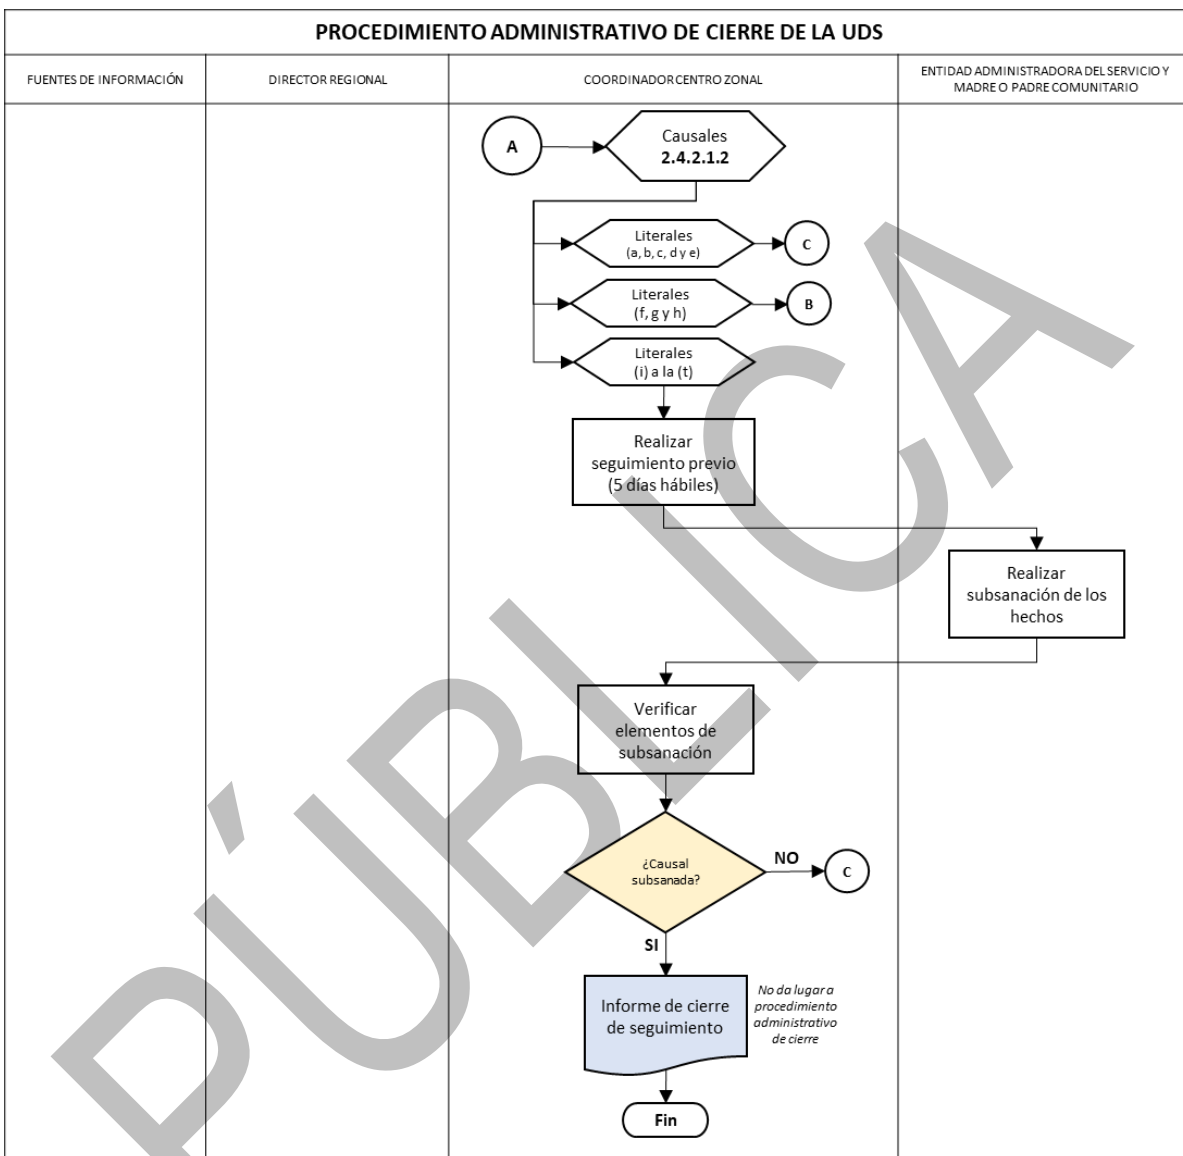 PROCEDIMIENTO ADMINISTRATIVO DE CIERRE DE LA UDS
FUENTES DE INFORMACIÓN
DIRECTOR REGIONAL
COORDINADOR CENTRO ZONAL
ENTIDAD ADMINISTRADORA DEL SERVICIO Y
MADRE O PADRE COMUNITARIO
A
Causales
2.4.2.1.2
Literales
(a, b, c, d y e)
C
Literales
(f, g y h)
B
Literales
(i) a la (t)
Realizar
seguimiento previo
(5 días hábiles)
Realizar
subsanación de los
hechos
Verificar
elementos de
subsanación
¿Causal
subsanada?
NO
C
SI
Informe de cierre
de seguimiento
No da lugar a
procedimiento
administrativo
de cierre
Fin
PÚBLICA